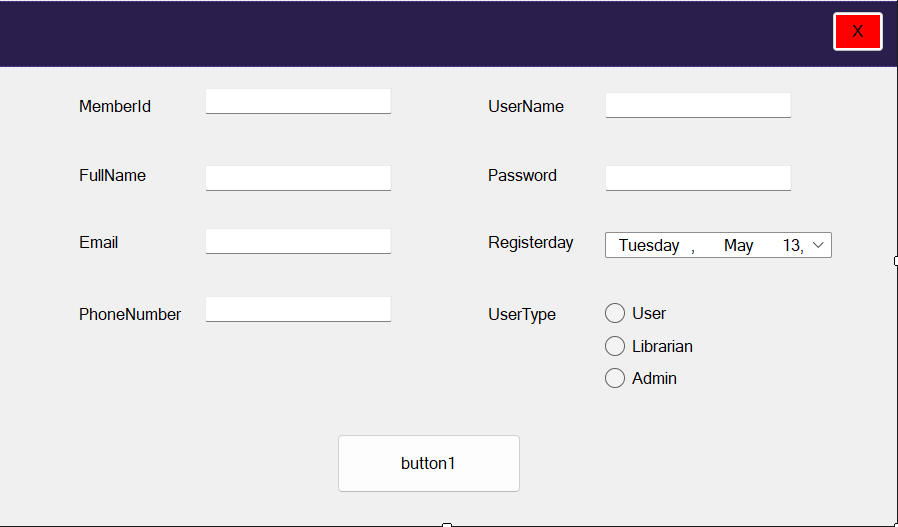 X
MemberId
UserName
FullName
Password
Email
Registerday Tuesday , May 13,
PhoneNumber
UserType
User
Librarian
Admin
button1